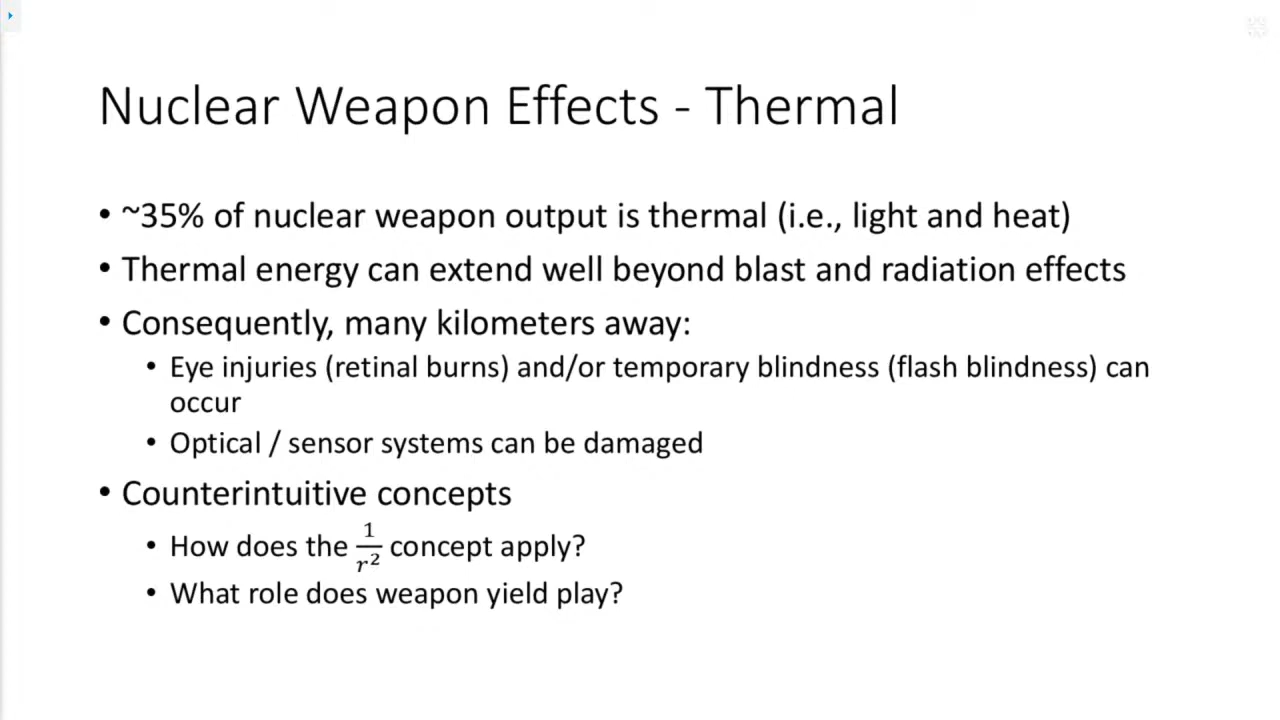 Nuclear Weapon Effects - Thermal
• ~35% of nuclear weapon output is thermal (i.e., light and heat)
• Thermal energy can extend well beyond blast and radiation effects
• Consequently, many kilometers away:
• Eye injuries (retinal burns) and/or temporary blindness (flash blindness) can
occur
• Optical / sensor systems can be damaged
• Counterintuitive concepts
• How does the 1/r² concept apply?
• What role does weapon yield play?